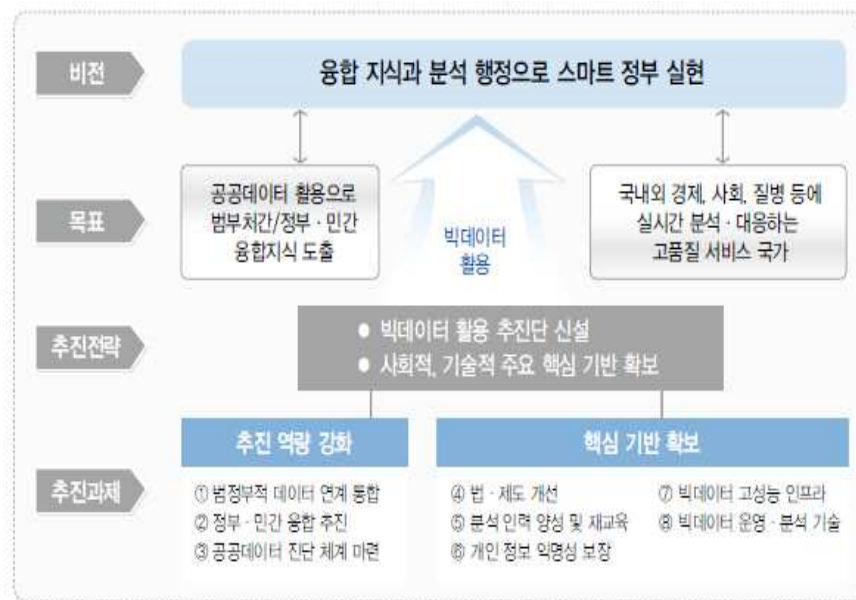 비전
융합 지식과 분석 행정으로 스마트 정부 실현
목표
공공데이터 활용으로
범부처간/정부 · 민간
융합지식 도출
빅데이터
활용
국내외 경제, 사회, 질병 등에
실시간 분석 · 대응하는
고품질 서비스 국가
추진전략
● 빅데이터 활용 추진단 신설
● 사회적, 기술적 주요 핵심 기반 확보
추진과제
추진 역량 강화
① 범정부적 데이터 연계 통합
② 정부 · 민간 융합 추진
③ 공공데이터 진단 체계 마련
핵심 기반 확보
④ 법 · 제도 개선
⑤ 분석 인력 양성 및 재교육
⑥ 개인 정보 익명성 보장
⑦ 빅데이터 고성능 인프라
⑧ 빅데이터 운영 · 분석 기술